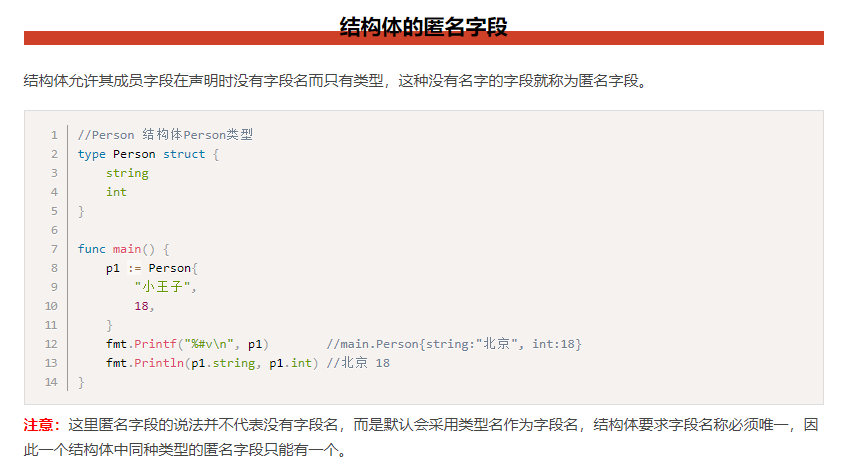 结构体的匿名字段
结构体允许其成员字段在声明时没有字段名而只有类型，这种没有名字的字段就称为匿名字段。
1 //Person 结构体Person类型
2 type Person struct {
3     string
4     int
5 }
6
7 func main() {
8     p1 := Person{
9         "小王子",
10         18,
11     }
12     fmt.Printf("%#v\n", p1)        //main.Person{string:"北京", int:18}
13     fmt.Println(p1.string, p1.int) //北京 18
14 }
注意：这里匿名字段的说法并不代表没有字段名，而是默认会采用类型名作为字段名，结构体要求字段名称必须唯一，因
此一个结构体中同种类型的匿名字段只能有一个。